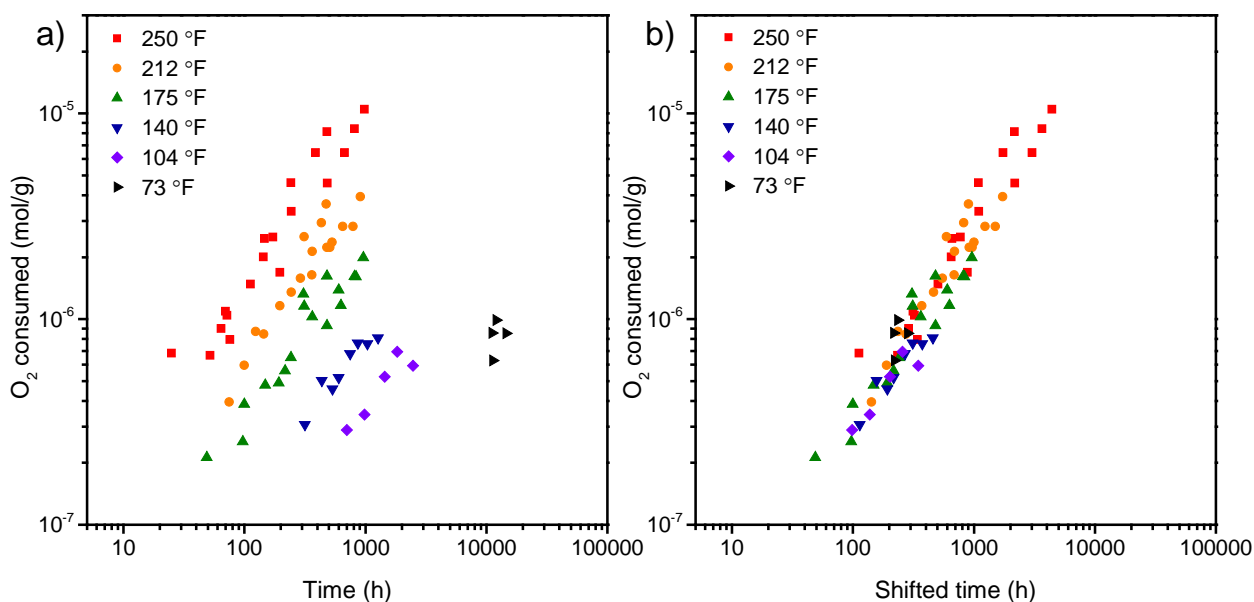 a)
250 °F
212 °F
175 °F
140 °F
104 °F
73 °F
10^-5
10^-6
10^-7
O2 consumed (mol/g)
10 100 1000 10000 100000
Time (h)
b)
250 °F
212 °F
175 °F
140 °F
104 °F
73 °F
10^-5
10^-6
10^-7
O2 consumed (mol/g)
10 100 1000 10000 100000
Shifted time (h)